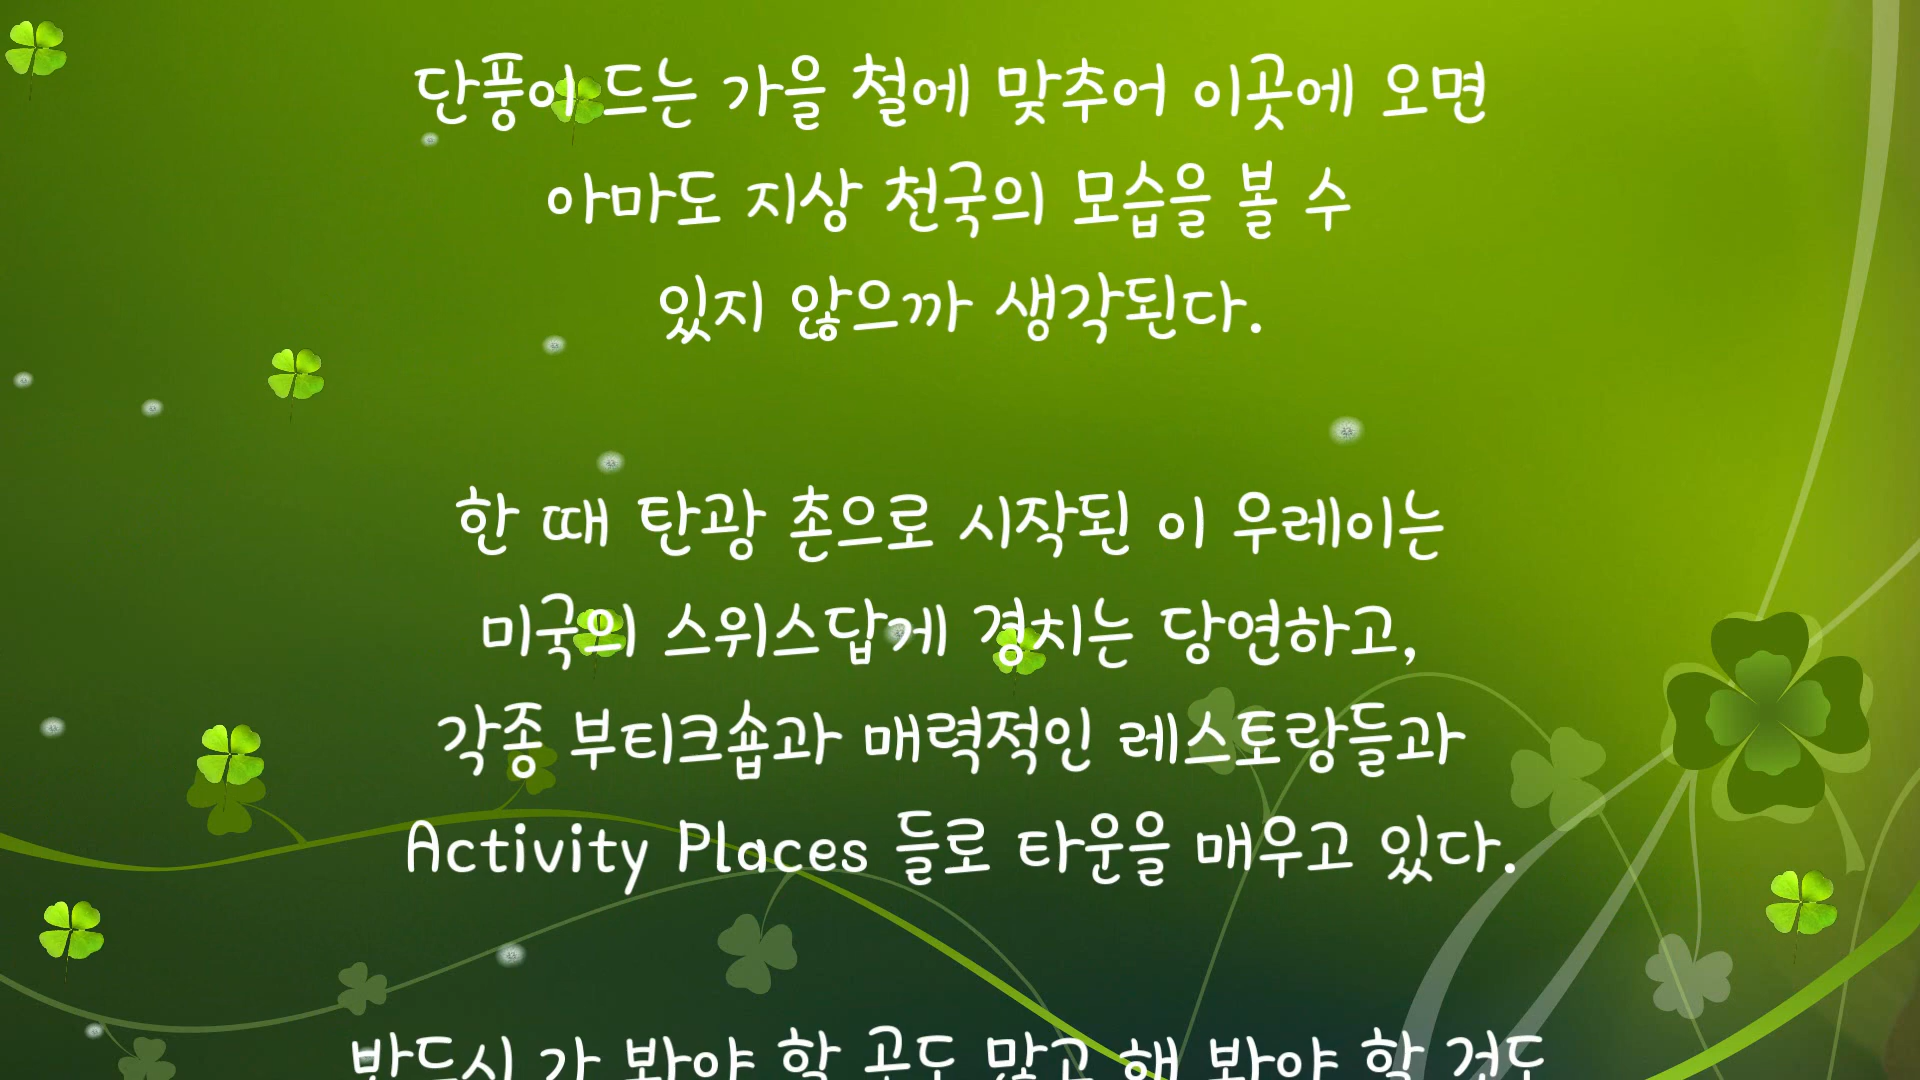 단풍이 드는 가을 철에 맞추어 이곳에 오면
아마도 지상 천국의 모습을 볼 수
있지 않으까 생각된다.
한 때 탄광 촌으로 시작된 이 우레이는
미국의 스위스답게 경치는 당연하고,
각종 부티크숍과 매력적인 레스토랑들과
Activity Places 들로 타운을 매우고 있다.
반드시 가 봐야 할 곳도 많고 해 봐야 할 것도